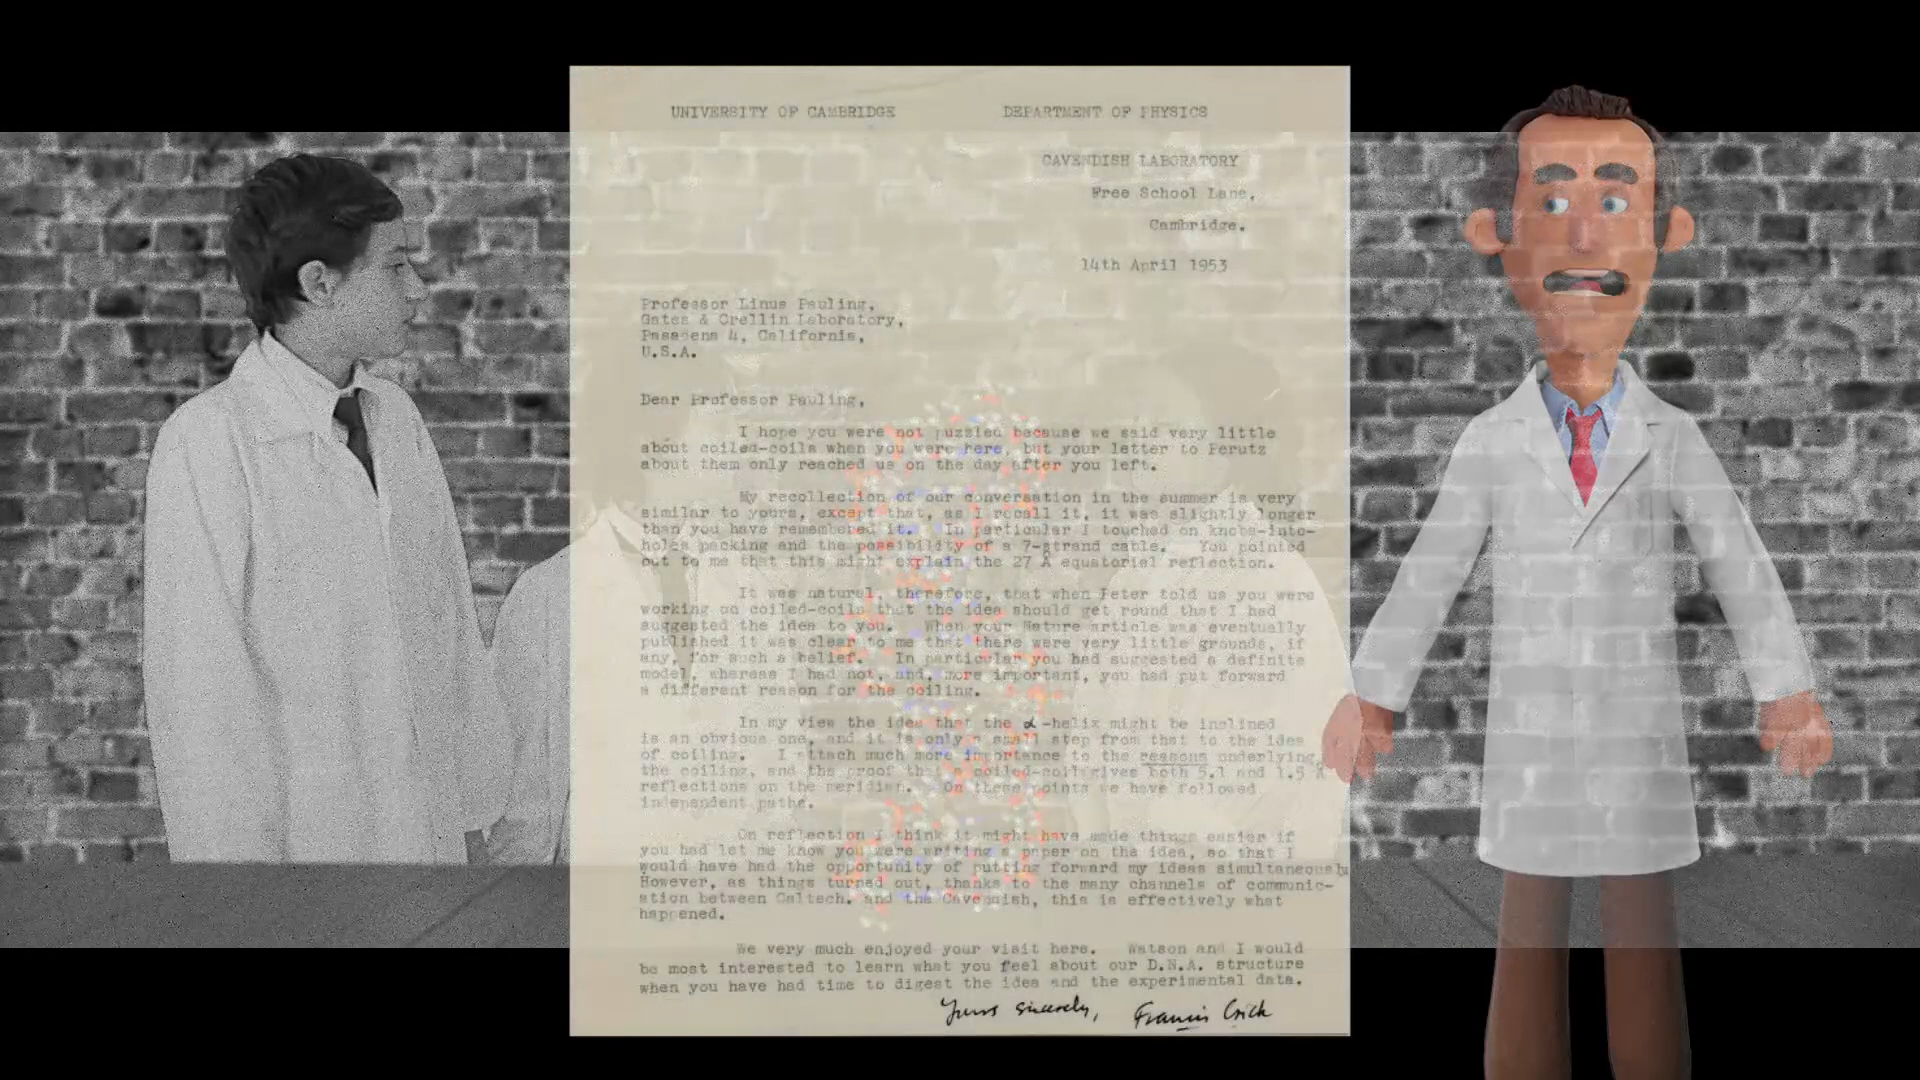 UNIVERSITY OF CAMBRIDGE DEPARTMENT OF PHYSICS
CAVENDISH LABORATORY
Free School Lane,
Cambridge.
14th April 1953
Professor Linus Pauling,
Gates & Crellin Laboratory,
Pasadena 4, California,
U.S.A.
Dear Professor Pauling,
I hope you were not puzzled because we said very little
about coiled-coils when you were here, but your letter to Perutz
about them only reached us on the day after you left.
My recollection of our conversation in the summer is very
similar to yours, except that, as I recall it, it was slightly longer
than you have remembered it. In particular I touched on knobs-into-
holes packing and the possibility of a 7-strand cable. You pointed
out to me that this might explain the 27 Å equatorial reflection.
It was natural, therefore, that when Peter told us you were
working on coiled-coils that the idea should get round that I had
suggested the idea to you. When your Nature article was eventually
published it was clear to me that there were very little grounds, if
any, for such a belief. In particular you had suggested a definite
model, whereas I had not, and, more important, you had put forward
a different reason for the coiling.
In my view the idea that the α-helix might be inclined
is an obvious one, and it is only a small step from that to the idea
of coiling. I attach much more importance to the reasons underlying
the coiling, and the proof that a coiled-coil gives both 5.1 and 1.5 Å
reflections on the meridian. On these points we have followed
independent paths.
On reflection I think it might have made things easier if
you had let me know you were writing a paper on the idea, so that I
would have had the opportunity of putting forward my ideas simultaneously
However, as things turned out, thanks to the many channels of communic-
ation between Caltech. and the Cavendish, this is effectively what
happened.
We very much enjoyed your visit here. Watson and I would
be most interested to learn what you feel about our D.N.A. structure
when you have had time to digest the idea and the experimental data.
Yours sincerely, Francis Crick